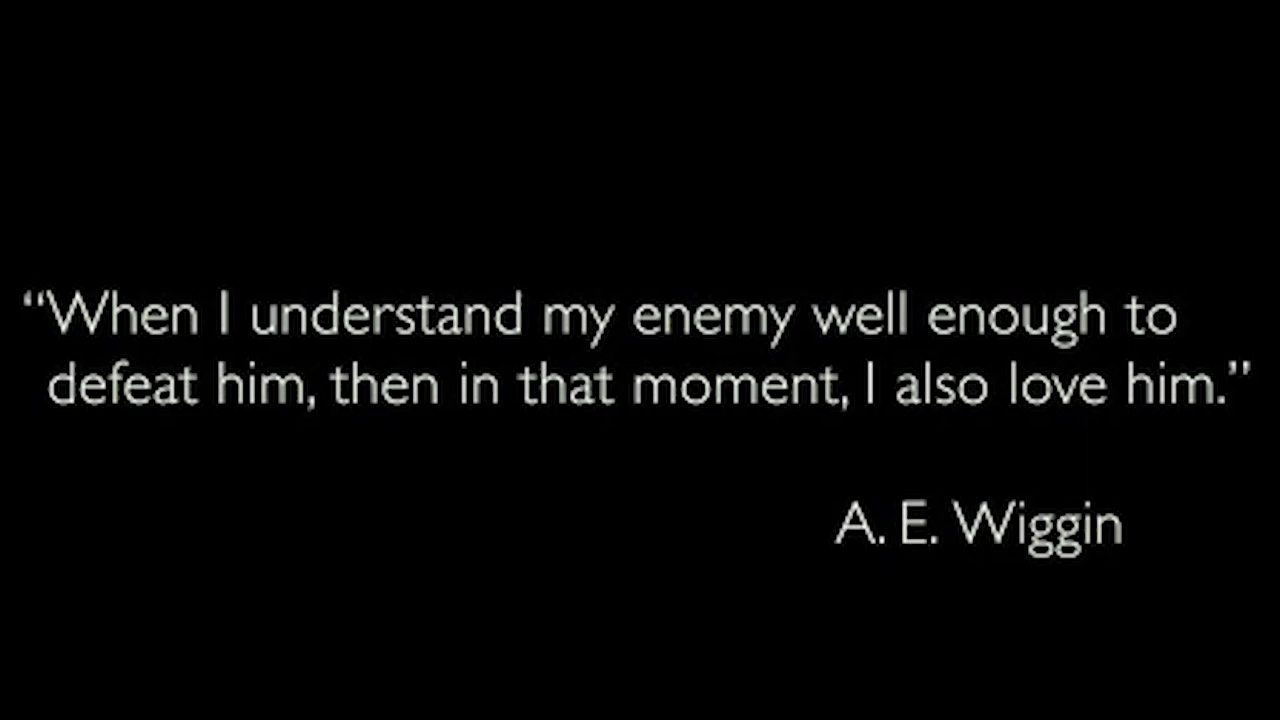 “When I understand my enemy well enough to
defeat him, then in that moment, I also love him.”
A. E. Wiggin